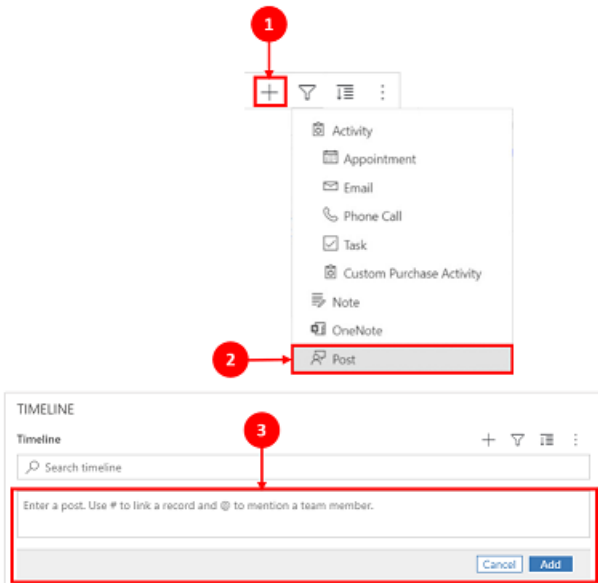 1
Activity
Appointment
Email
Phone Call
Task
Custom Purchase Activity
Note
OneNote
2
Post
TIMELINE
3
Timeline
Search timeline
Enter a post. Use # to link a record and @ to mention a team member.
Cancel Add